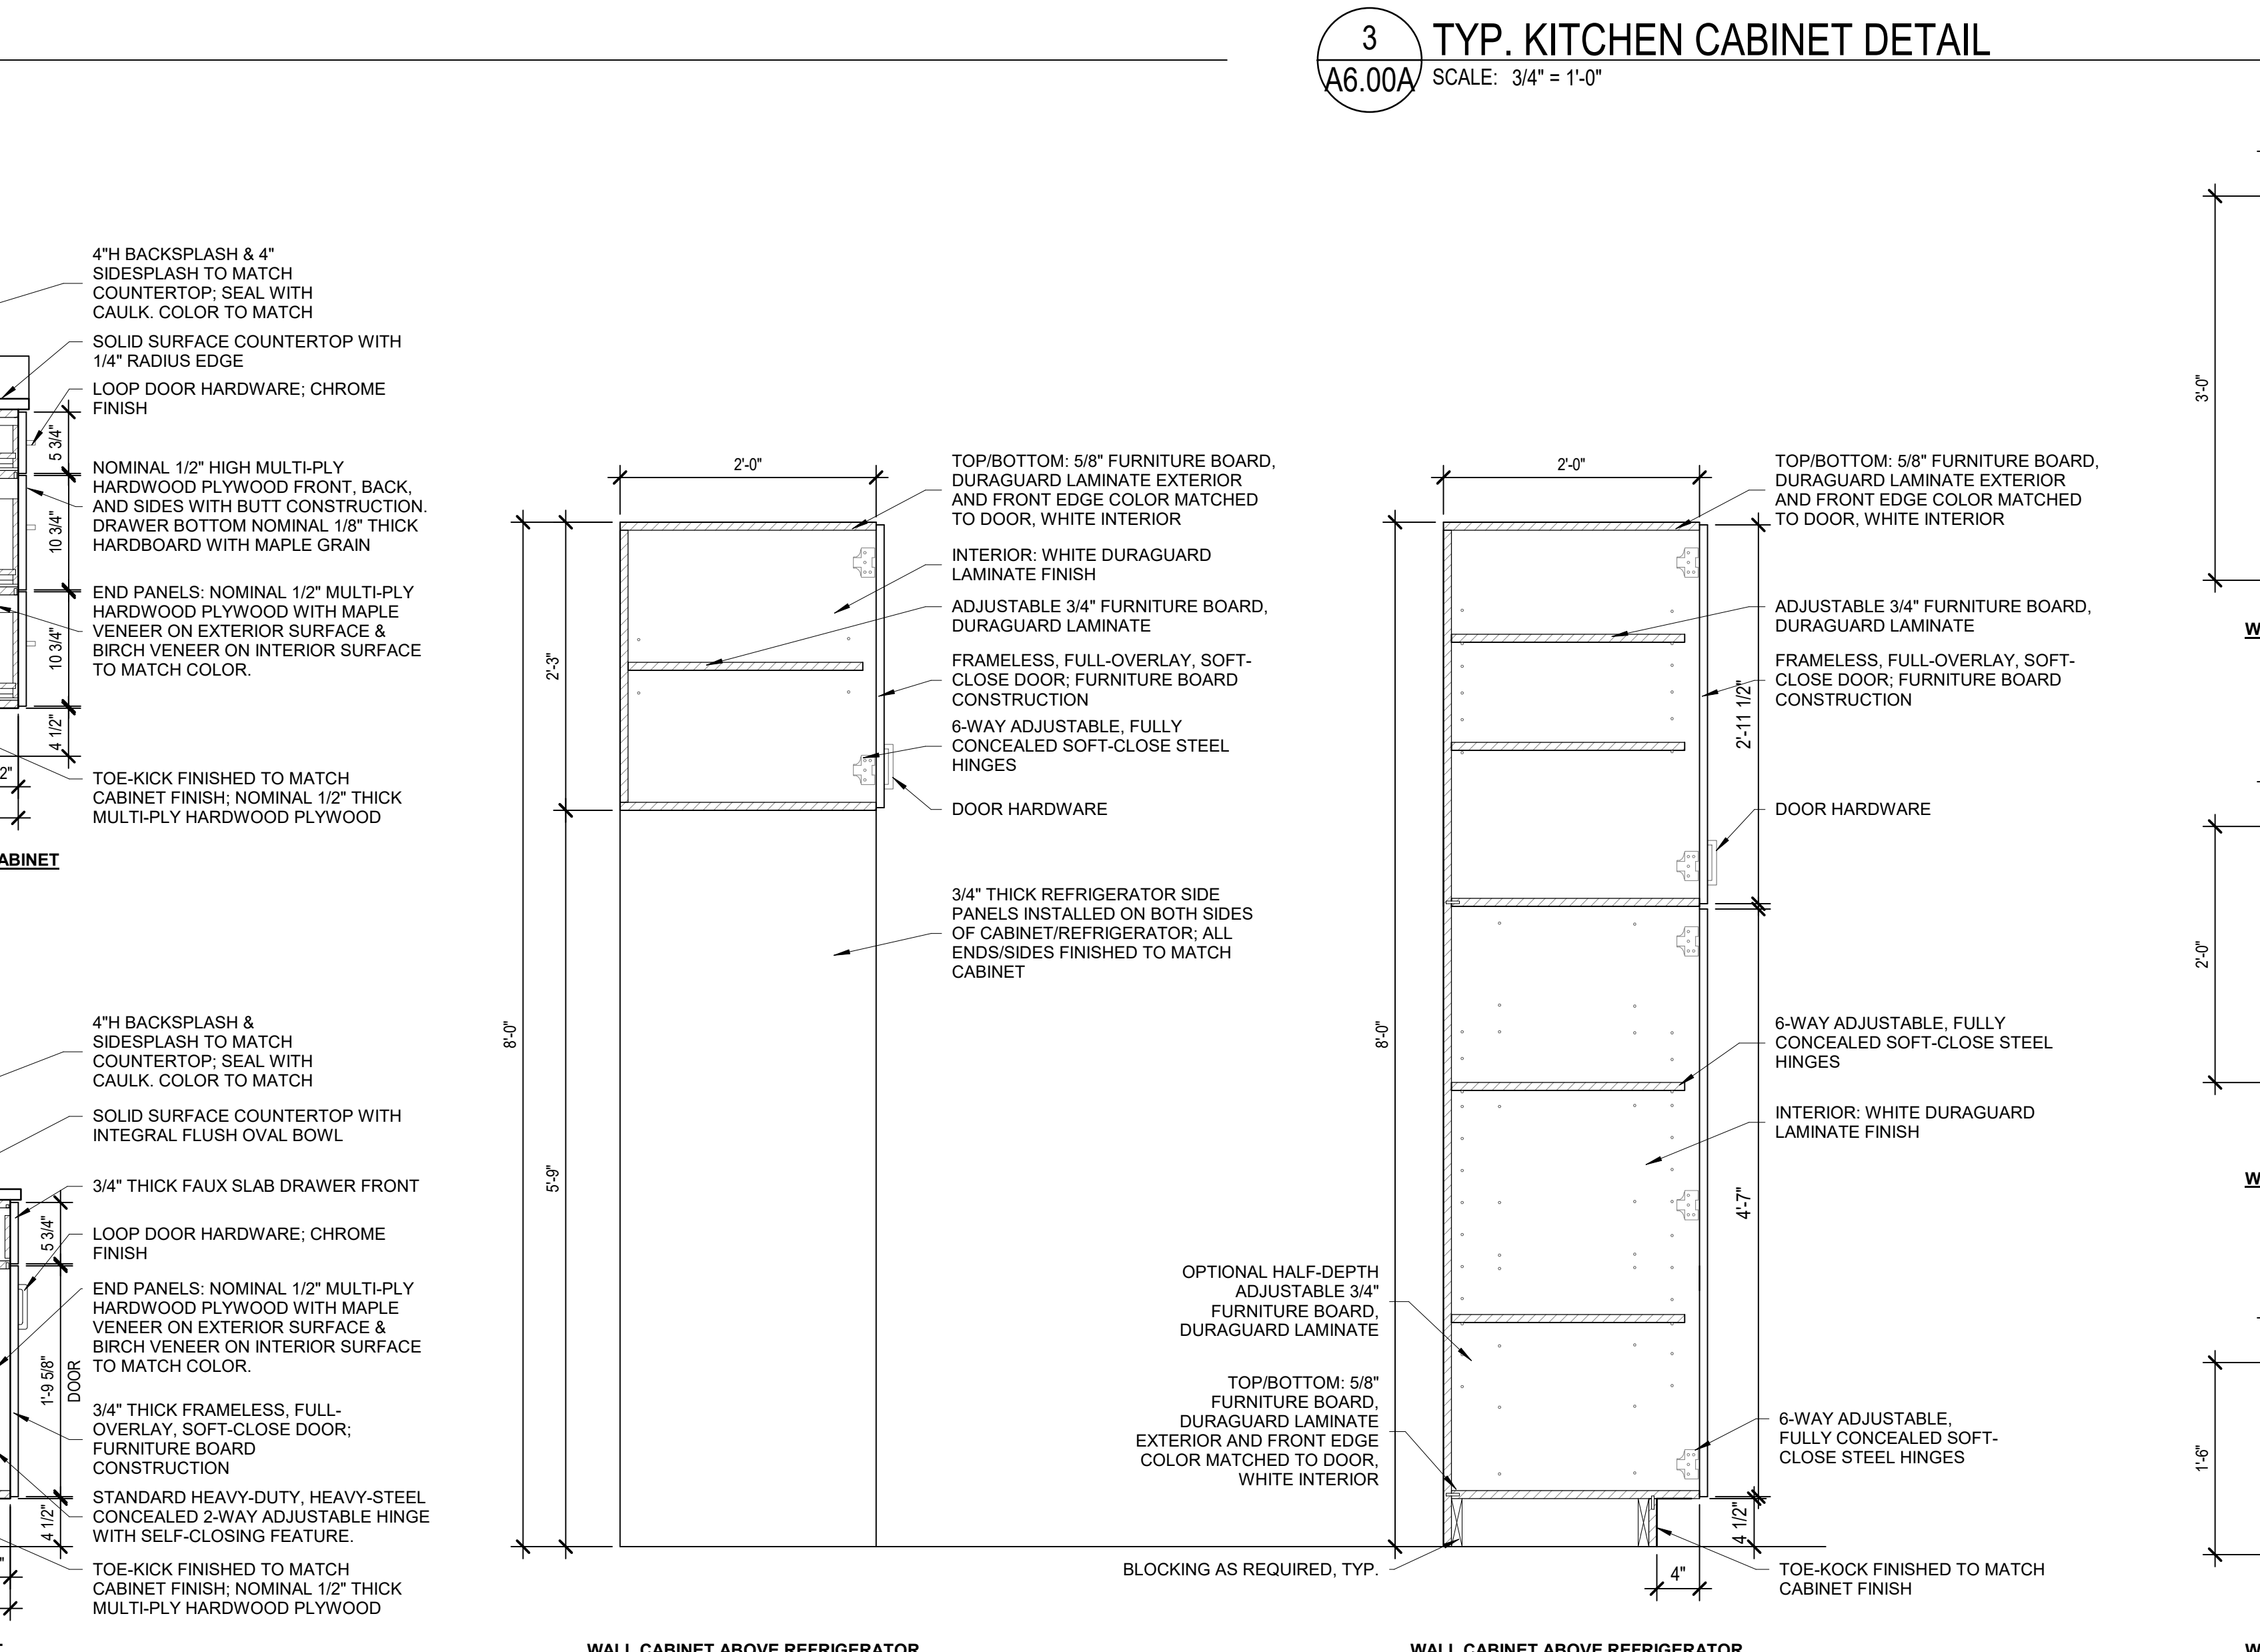 3
A6.00A
TYP. KITCHEN CABINET DETAIL
SCALE: 3/4" = 1'-0"
4"H BACKSPLASH & 4"
SIDESPLASH TO MATCH
COUNTERTOP; SEAL WITH
CAULK. COLOR TO MATCH
SOLID SURFACE COUNTERTOP WITH
1/4" RADIUS EDGE
LOOP DOOR HARDWARE; CHROME
FINISH
NOMINAL 1/2" HIGH MULTI-PLY
HARDWOOD PLYWOOD FRONT, BACK,
AND SIDES WITH BUTT CONSTRUCTION.
DRAWER BOTTOM NOMINAL 1/8" THICK
HARDBOARD WITH MAPLE GRAIN
END PANELS: NOMINAL 1/2" MULTI-PLY
HARDWOOD PLYWOOD WITH MAPLE
VENEER ON EXTERIOR SURFACE &
BIRCH VENEER ON INTERIOR SURFACE
TO MATCH COLOR.
TOE-KICK FINISHED TO MATCH
CABINET FINISH; NOMINAL 1/2" THICK
MULTI-PLY HARDWOOD PLYWOOD
5 3/4"
10 3/4"
10 3/4"
4 1/2"
2"
ABINET
4"H BACKSPLASH &
SIDESPLASH TO MATCH
COUNTERTOP; SEAL WITH
CAULK. COLOR TO MATCH
SOLID SURFACE COUNTERTOP WITH
INTEGRAL FLUSH OVAL BOWL
3/4" THICK FAUX SLAB DRAWER FRONT
LOOP DOOR HARDWARE; CHROME
FINISH
END PANELS: NOMINAL 1/2" MULTI-PLY
HARDWOOD PLYWOOD WITH MAPLE
VENEER ON EXTERIOR SURFACE &
BIRCH VENEER ON INTERIOR SURFACE
TO MATCH COLOR.
3/4" THICK FRAMELESS, FULL-
OVERLAY, SOFT-CLOSE DOOR;
FURNITURE BOARD
CONSTRUCTION
STANDARD HEAVY-DUTY, HEAVY-STEEL
CONCEALED 2-WAY ADJUSTABLE HINGE
WITH SELF-CLOSING FEATURE.
TOE-KICK FINISHED TO MATCH
CABINET FINISH; NOMINAL 1/2" THICK
MULTI-PLY HARDWOOD PLYWOOD
5 3/4"
1'-9 5/8"
DOOR
4 1/2"
2'-0"
2'-3"
8'-0"
5'-9"
TOP/BOTTOM: 5/8" FURNITURE BOARD,
DURAGUARD LAMINATE EXTERIOR
AND FRONT EDGE COLOR MATCHED
TO DOOR, WHITE INTERIOR
INTERIOR: WHITE DURAGUARD
LAMINATE FINISH
ADJUSTABLE 3/4" FURNITURE BOARD,
DURAGUARD LAMINATE
FRAMELESS, FULL-OVERLAY, SOFT-
CLOSE DOOR; FURNITURE BOARD
CONSTRUCTION
6-WAY ADJUSTABLE, FULLY
CONCEALED SOFT-CLOSE STEEL
HINGES
DOOR HARDWARE
3/4" THICK REFRIGERATOR SIDE
PANELS INSTALLED ON BOTH SIDES
OF CABINET/REFRIGERATOR; ALL
ENDS/SIDES FINISHED TO MATCH
CABINET
WALL CABINET ABOVE REFRIGERATOR
2'-0"
8'-0"
2'-11 1/2"
4'-7"
4 1/2"
4"
TOP/BOTTOM: 5/8" FURNITURE BOARD,
DURAGUARD LAMINATE EXTERIOR
AND FRONT EDGE COLOR MATCHED
TO DOOR, WHITE INTERIOR
ADJUSTABLE 3/4" FURNITURE BOARD,
DURAGUARD LAMINATE
FRAMELESS, FULL-OVERLAY, SOFT-
CLOSE DOOR; FURNITURE BOARD
CONSTRUCTION
DOOR HARDWARE
6-WAY ADJUSTABLE, FULLY
CONCEALED SOFT-CLOSE STEEL
HINGES
INTERIOR: WHITE DURAGUARD
LAMINATE FINISH
OPTIONAL HALF-DEPTH
ADJUSTABLE 3/4"
FURNITURE BOARD,
DURAGUARD LAMINATE
TOP/BOTTOM: 5/8"
FURNITURE BOARD,
DURAGUARD LAMINATE
EXTERIOR AND FRONT EDGE
COLOR MATCHED TO DOOR,
WHITE INTERIOR
BLOCKING AS REQUIRED, TYP.
6-WAY ADJUSTABLE,
FULLY CONCEALED SOFT-
CLOSE STEEL HINGES
TOE-KOCK FINISHED TO MATCH
CABINET FINISH
WALL CABINET ABOVE REFRIGERATOR
3'-0"
W
2'-0"
W
1'-6"